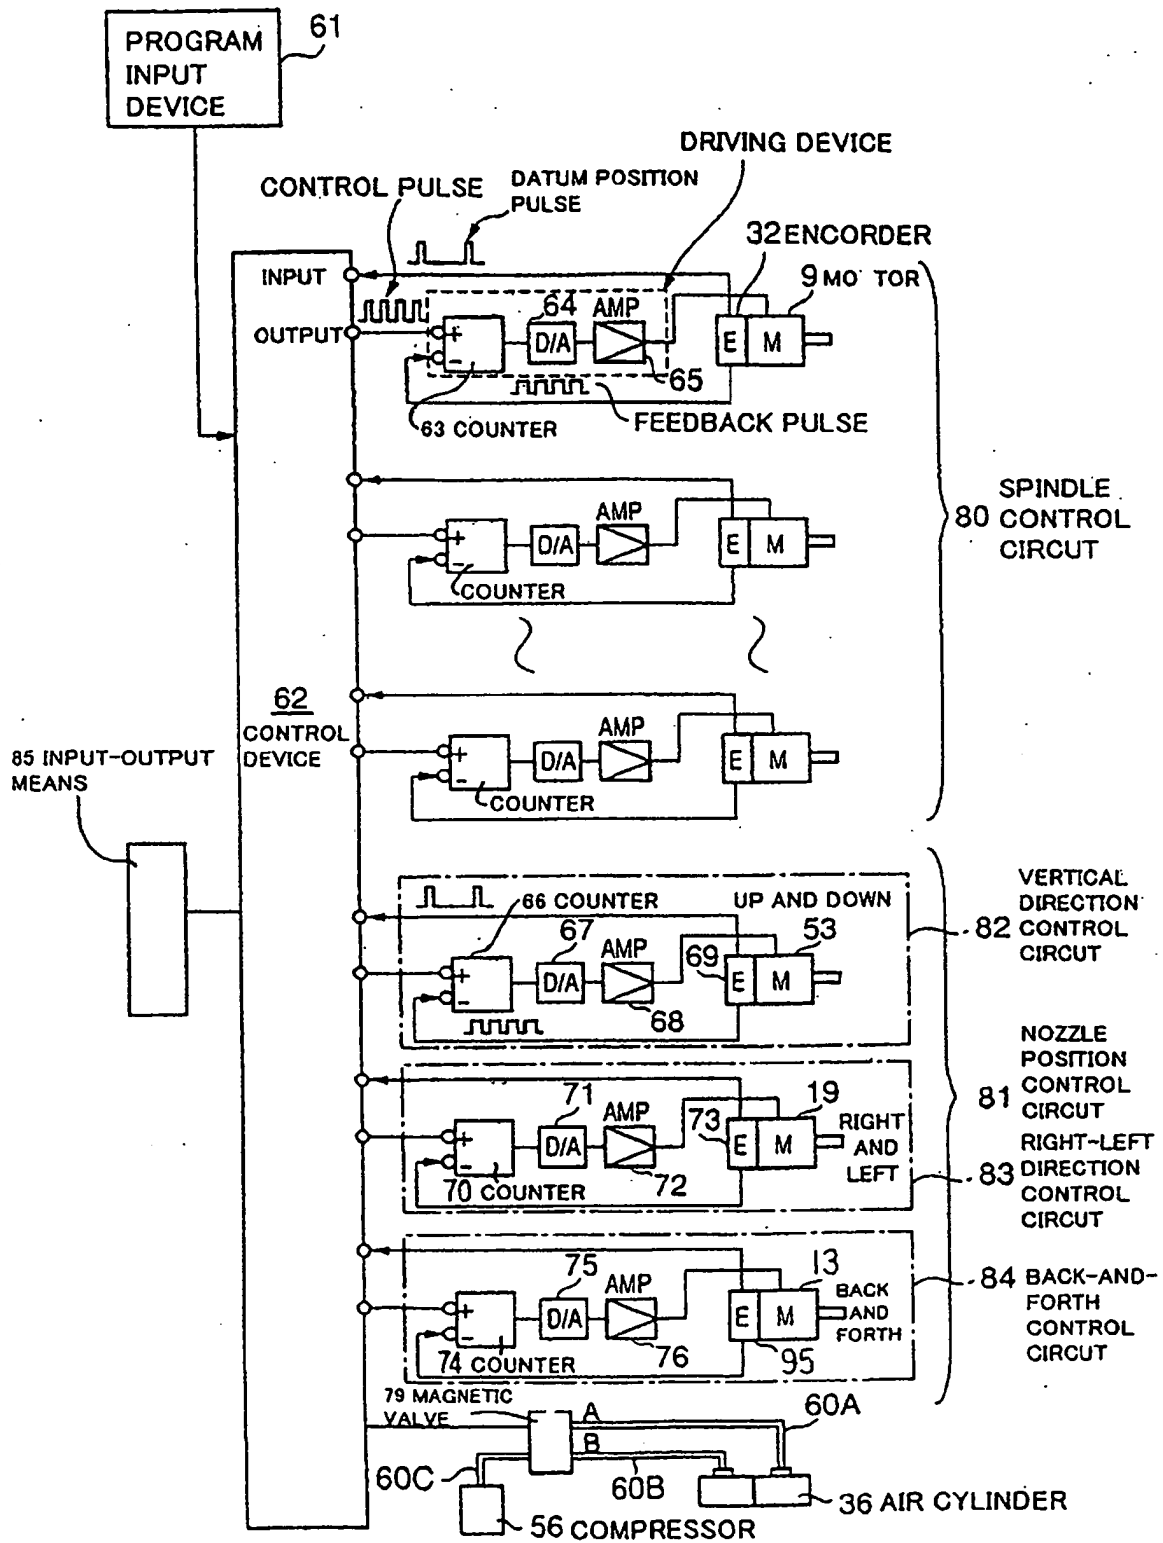 PROGRAM
INPUT
DEVICE
61
DRIVING DEVICE
CONTROL PULSE
DATUM POSITION
PULSE
32 ENCORDER
9 MO TOR
INPUT
OUTPUT
64
AMP
+
−
D/A
65
E
M
63 COUNTER
FEEDBACK PULSE
AMP
+
−
D/A
E
M
COUNTER
80
SPINDLE
CONTROL
CIRCUT
62
CONTROL
DEVICE
AMP
+
−
D/A
E
M
COUNTER
85 INPUT-OUTPUT
MEANS
66 COUNTER
UP AND DOWN
67
AMP
69
53
+
−
D/A
68
E
M
82
VERTICAL
DIRECTION
CONTROL
CIRCUT
81
NOZZLE
POSITION
CONTROL
CIRCUT
71
AMP
73
19
+
−
D/A
72
E
M
RIGHT
AND
LEFT
70 COUNTER
83
RIGHT-LEFT
DIRECTION
CONTROL
CIRCUT
75
AMP
13
+
−
D/A
76
E
M
95
BACK
AND
FORTH
74 COUNTER
84 BACK-AND-
FORTH
CONTROL
CIRCUT
79 MAGNETIC
VALVE
A
B
60A
60B
60C
56 COMPRESSOR
36 AIR CYLINDER